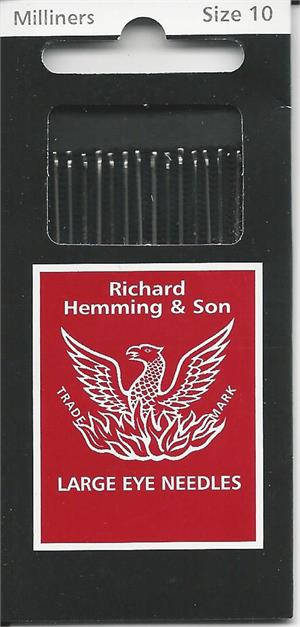 Milliners Size 10
Richard
Hemming & Son
TRADE MARK
LARGE EYE NEEDLES